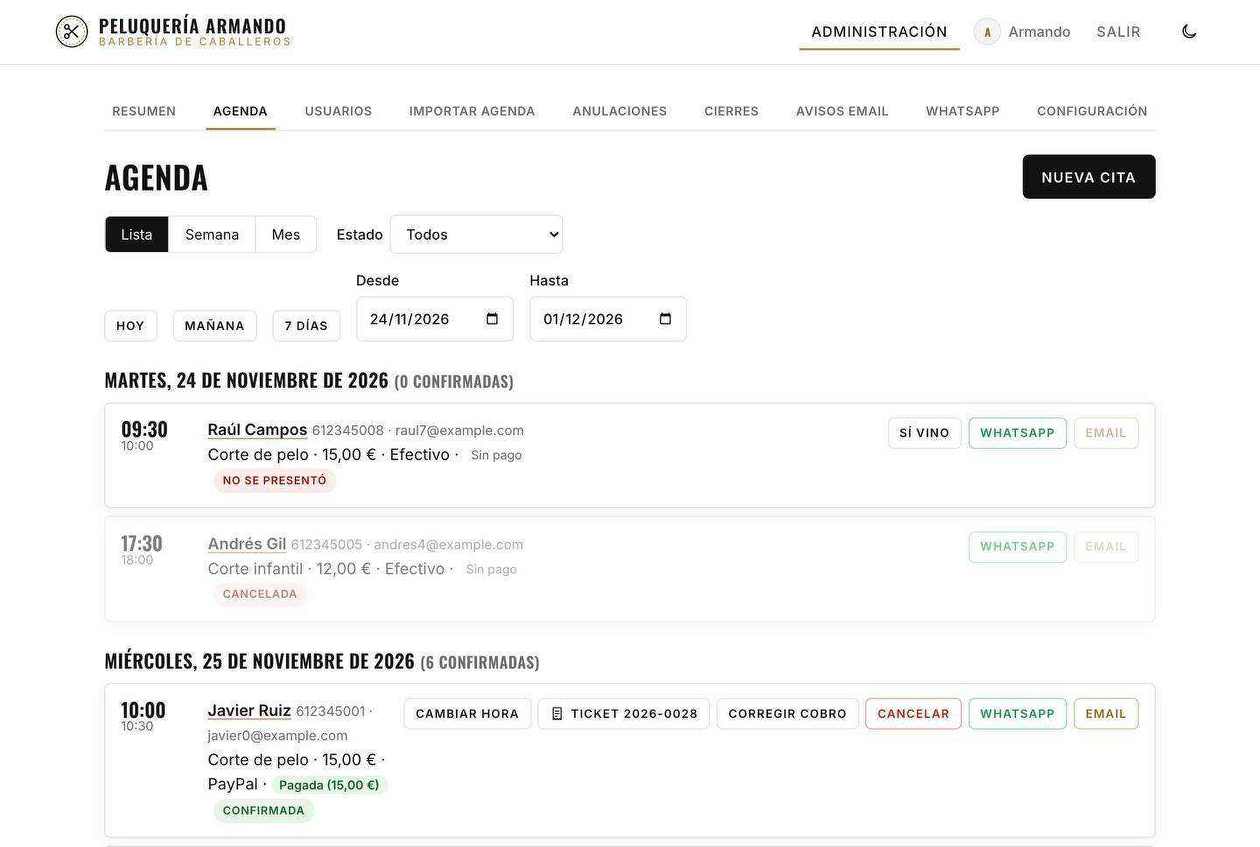 PELUQUERÍA ARMANDO
BARBERÍA DE CABALLEROS
ADMINISTRACIÓN
A
Armando
SALIR
RESUMEN
AGENDA
USUARIOS
IMPORTAR AGENDA
ANULACIONES
CIERRES
AVISOS EMAIL
WHATSAPP
CONFIGURACIÓN
AGENDA
NUEVA CITA
Lista
Semana
Mes
Estado
Todos
Desde
Hasta
HOY
MAÑANA
7 DÍAS
24/11/2026
01/12/2026
MARTES, 24 DE NOVIEMBRE DE 2026 (0 CONFIRMADAS)
09:30
10:00
Raúl Campos 612345008 · raul7@example.com
Corte de pelo · 15,00 € · Efectivo · Sin pago
NO SE PRESENTÓ
SÍ VINO
WHATSAPP
EMAIL
17:30
18:00
Andrés Gil 612345005 · andres4@example.com
Corte infantil · 12,00 € · Efectivo · Sin pago
CANCELADA
WHATSAPP
EMAIL
MIÉRCOLES, 25 DE NOVIEMBRE DE 2026 (6 CONFIRMADAS)
10:00
10:30
Javier Ruiz 612345001 ·
javier0@example.com
Corte de pelo · 15,00 € ·
PayPal · Pagada (15,00 €)
CONFIRMADA
CAMBIAR HORA
TICKET 2026-0028
CORREGIR COBRO
CANCELAR
WHATSAPP
EMAIL